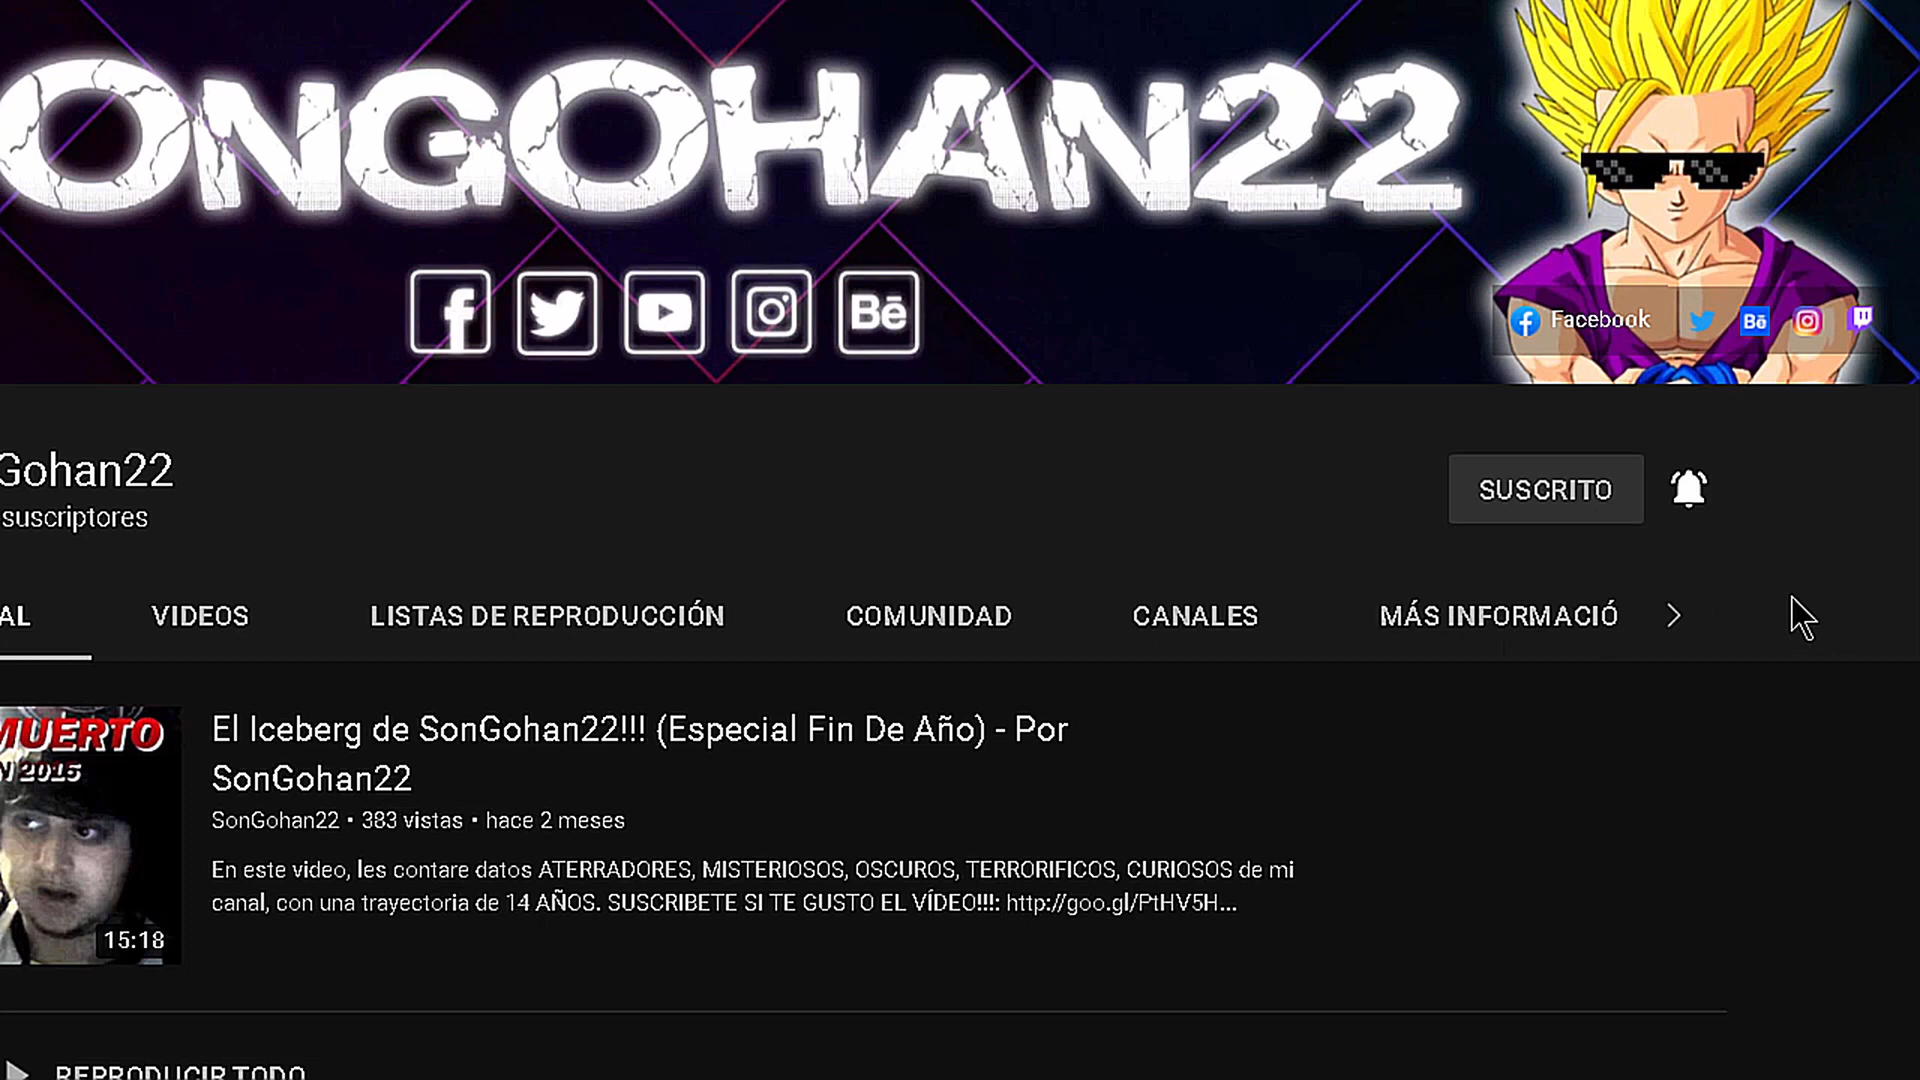 ONGOHAN22
Bē
Facebook
Bē
Gohan22
suscriptores
SUSCRITO
AL
VIDEOS
LISTAS DE REPRODUCCIÓN
COMUNIDAD
CANALES
MÁS INFORMACIÓ
MUERTO
N 2015
15:18
El Iceberg de SonGohan22!!! (Especial Fin De Año) - Por
SonGohan22
SonGohan22 • 383 vistas • hace 2 meses
En este video, les contare datos ATERRADORES, MISTERIOSOS, OSCUROS, TERRORIFICOS, CURIOSOS de mi
canal, con una trayectoria de 14 AÑOS. SUSCRIBETE SI TE GUSTO EL VÍDEO!!!: http://goo.gl/PtHV5H...
REPRODUCIR TODO